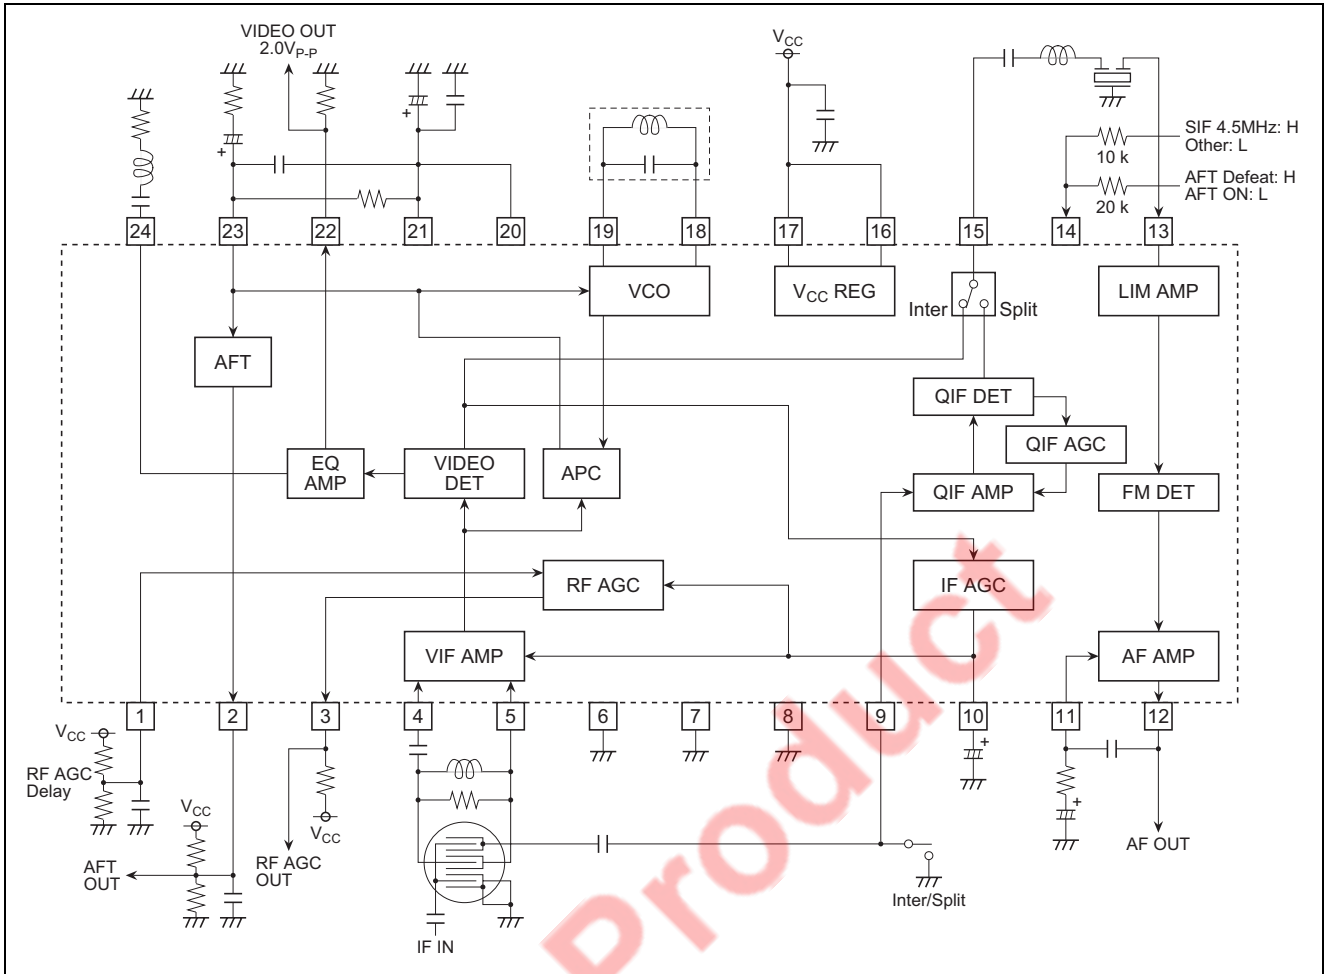 VIDEO OUT
2.0VP-P
VCC
SIF 4.5MHz: H
Other: L
10 k
AFT Defeat: H
AFT ON: L
20 k
24
23
22
21
20
19
18
17
16
15
14
13
VCO
VCC REG
Inter
Split
LIM AMP
AFT
QIF DET
QIF AGC
EQ
AMP
VIDEO
DET
APC
QIF AMP
FM DET
RF AGC
IF AGC
VIF AMP
AF AMP
1
2
3
4
5
6
7
8
9
10
11
12
VCC
RF AGC
Delay
VCC
AFT
OUT
RF AGC
OUT
VCC
IF IN
Inter/Split
AF OUT
Product